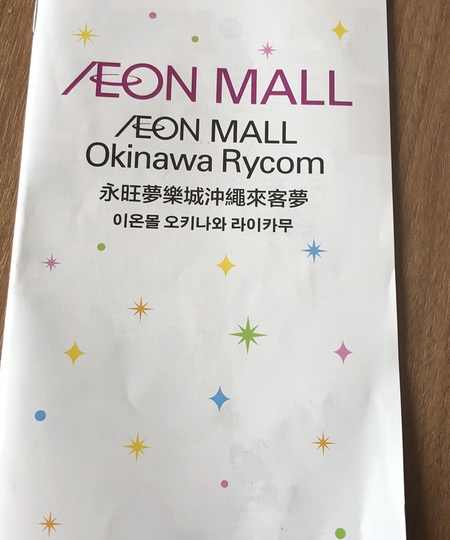 ÆON MALL
ÆON MALL
Okinawa Rycom
永旺夢樂城沖繩來客夢
이온몰 오키나와 라이카무